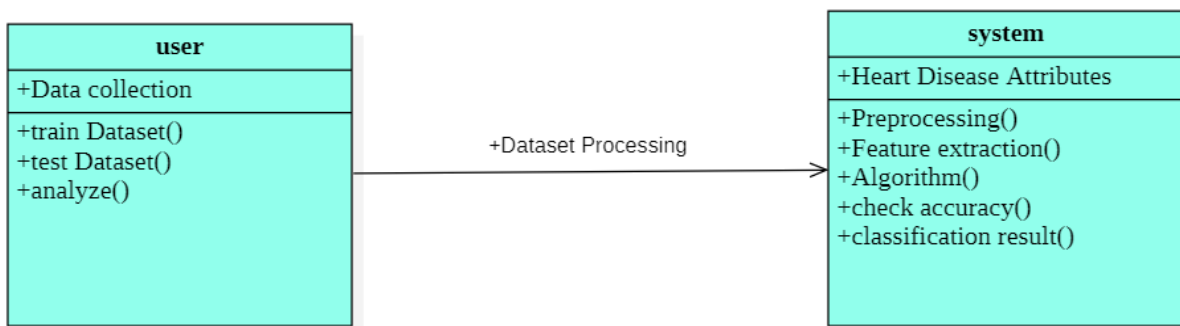 user
+Data collection
+train Dataset()
+test Dataset()
+analyze()
+Dataset Processing
system
+Heart Disease Attributes
+Preprocessing()
+Feature extraction()
+Algorithm()
+check accuracy()
+classification result()